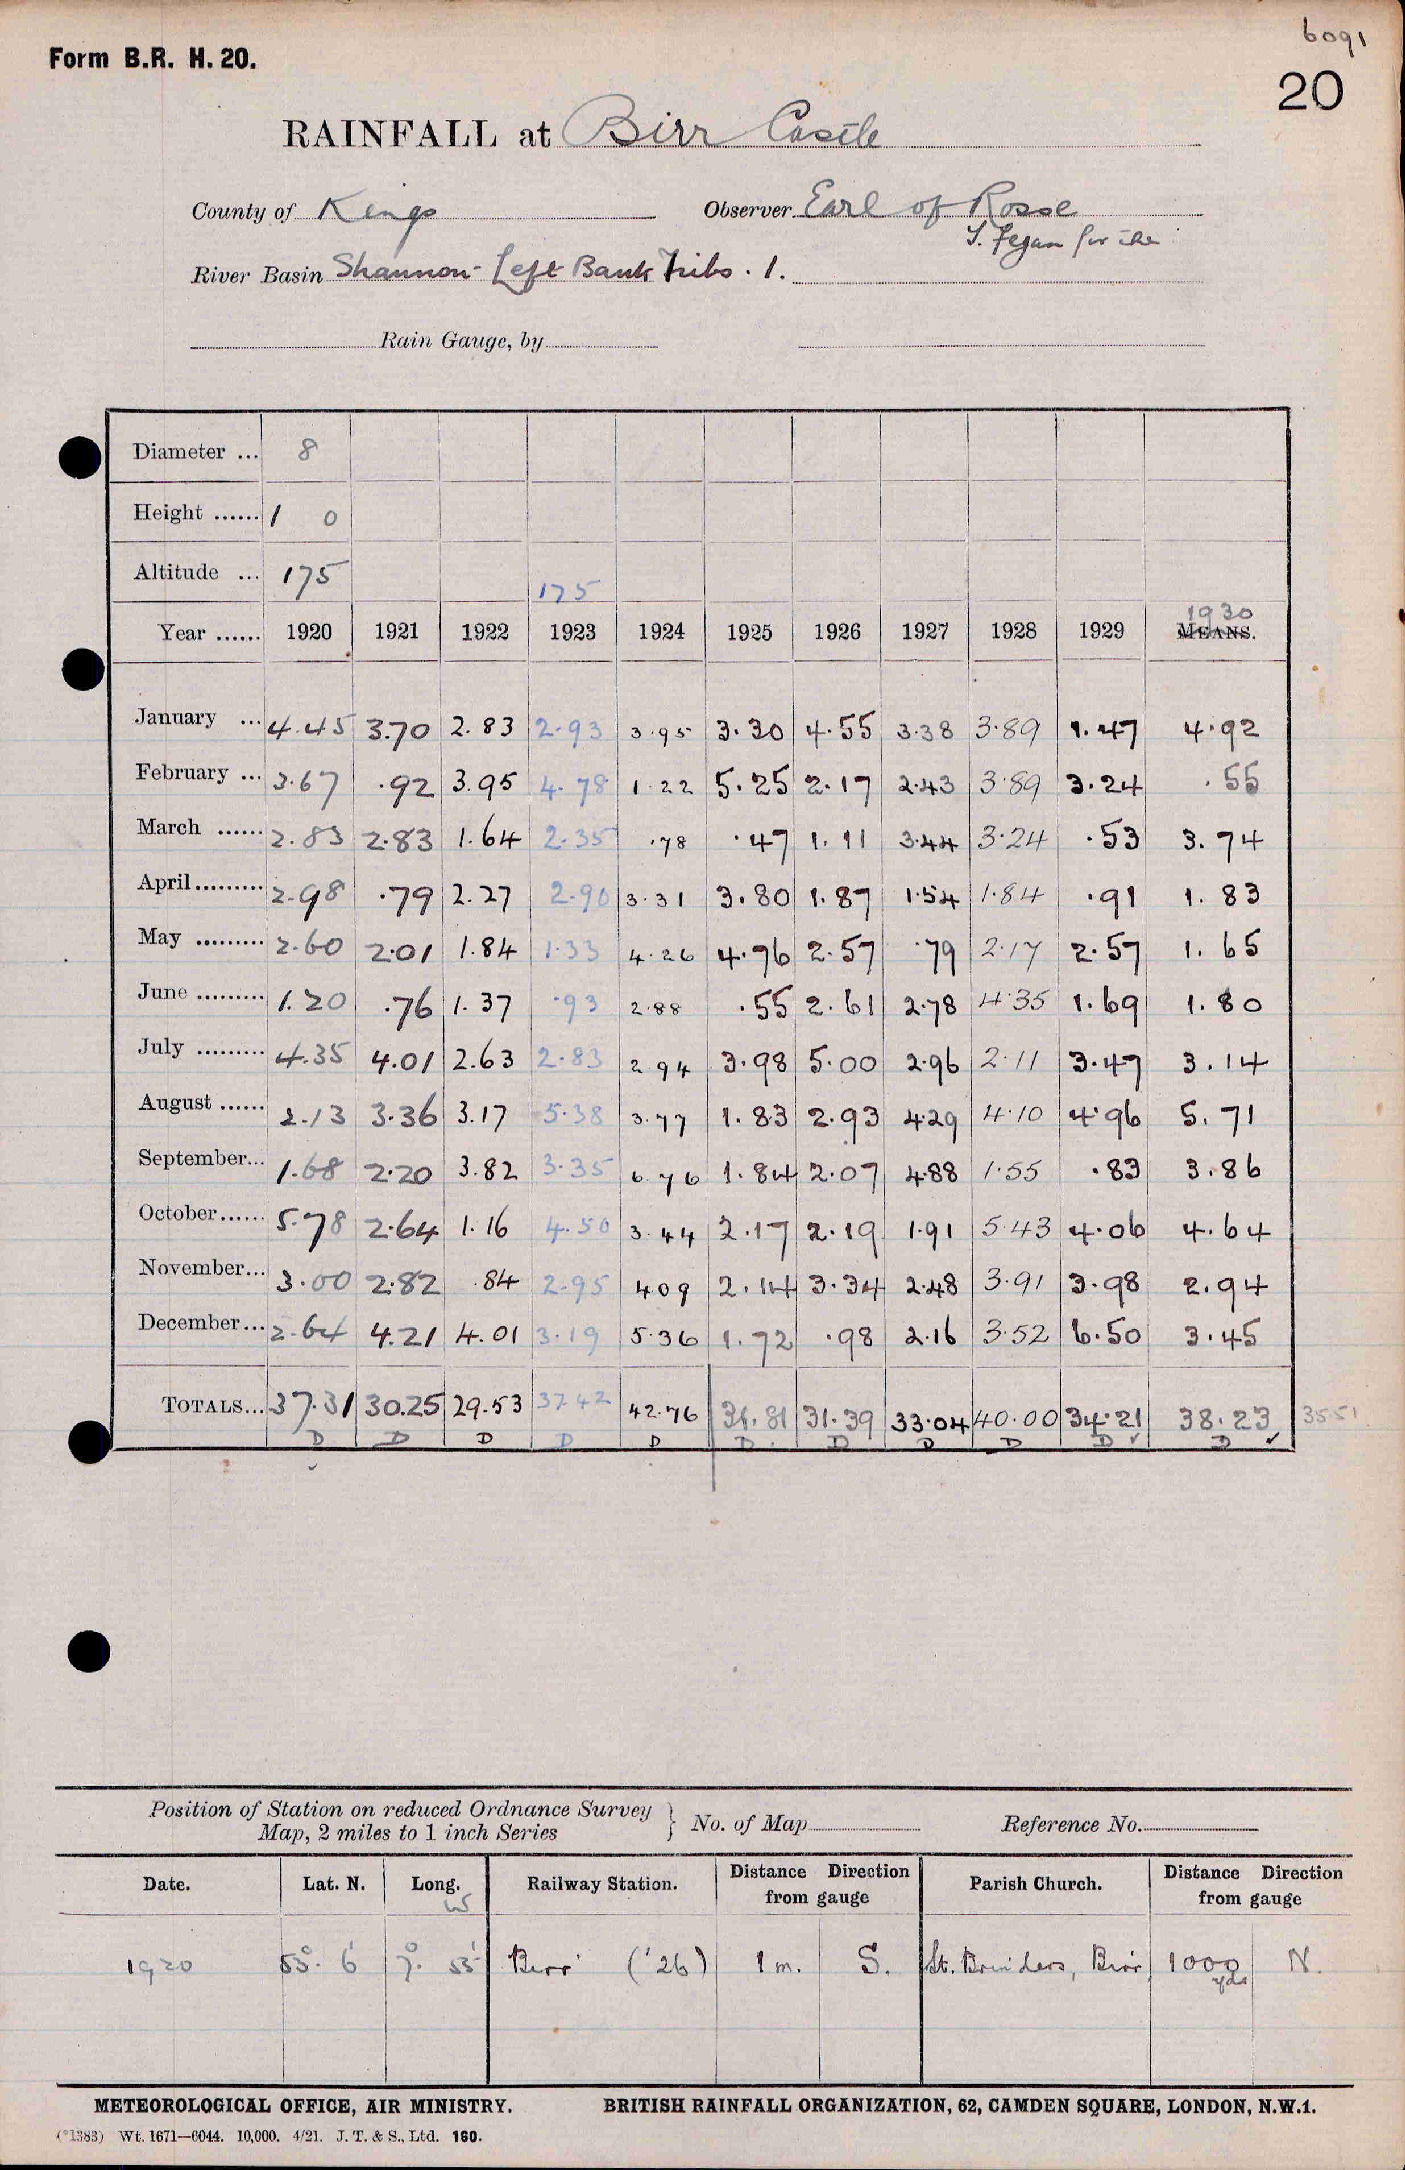 6091
Form B.R. H. 20.
20
RAINFALL at Birr Castle
County of Kings Observer Earl of Rosse
T. Fegan for the
River Basin Shannon - Left Bank Tribs. 1.
Rain Gauge, by
Diameter ... 8
Height ...... 1 0
Altitude ... 175 175
1930
Year ...... 1920 1921 1922 1923 1924 1925 1926 1927 1928 1929 MEANS.
January ... 4.45 3.70 2.83 2.93 3.95 3.30 4.55 3.38 3.89 1.47 4.92
February ... 3.67 .92 3.95 4.78 1.22 5.25 2.17 2.43 3.89 3.24 .55
March ...... 2.83 2.83 1.64 2.35 .78 .47 1.11 3.44 3.24 .53 3.74
April ......... 2.98 .79 2.27 2.90 3.31 3.80 1.87 1.54 1.84 .91 1.83
May ......... 2.60 2.01 1.84 1.33 4.26 4.76 2.57 .79 2.17 2.57 1.65
June ......... 1.20 .76 1.37 .93 2.88 .55 2.61 2.78 4.35 1.69 1.80
July ......... 4.35 4.01 2.63 2.83 2.94 3.98 5.00 2.96 2.11 3.47 3.14
August ...... 2.13 3.36 3.17 5.38 3.77 1.83 2.93 4.29 4.10 4.96 5.71
September... 1.68 2.20 3.82 3.35 6.76 1.84 2.07 4.88 1.55 .83 3.86
October...... 5.78 2.64 1.16 4.50 3.44 2.17 2.19 1.91 5.43 4.06 4.64
November... 3.00 2.82 .84 2.95 4.09 2.14 3.34 2.48 3.91 3.98 2.94
December... 2.64 4.21 4.01 3.19 5.36 1.72 .98 2.16 3.52 6.50 3.45
TOTALS... 37.31 30.25 29.53 37.42 42.76 31.81 31.39 33.04 40.00 34.21 38.23 35.51
D D D D D D D D D D ✓ D ✓
Position of Station on reduced Ordnance Survey
Map, 2 miles to 1 inch Series } No. of Map Reference No.
Date. Lat. N. Long. W Railway Station. Distance Direction from gauge Parish Church. Distance Direction from gauge
1920 53° 6' 7° 55' Birr ('26) 1 m. S. St. Brendans, Birr, 1000 yds N.
METEOROLOGICAL OFFICE, AIR MINISTRY. BRITISH RAINFALL ORGANIZATION, 62, CAMDEN SQUARE, LONDON, N.W.1.
(*1383) Wt. 1671—6044. 10,000. 4/21. J. T. & S., Ltd. 160.